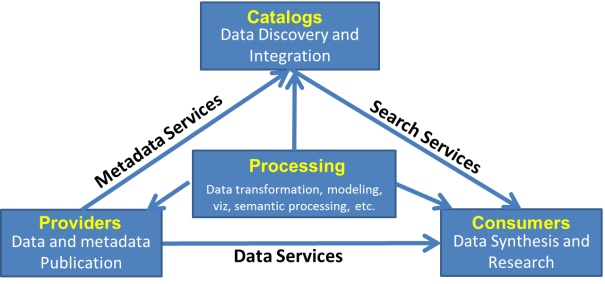 Catalogs
Data Discovery and
Integration
Metadata Services
Search Services
Processing
Data transformation, modeling,
viz, semantic processing, etc.
Providers
Data and metadata
Publication
Data Services
Consumers
Data Synthesis and
Research